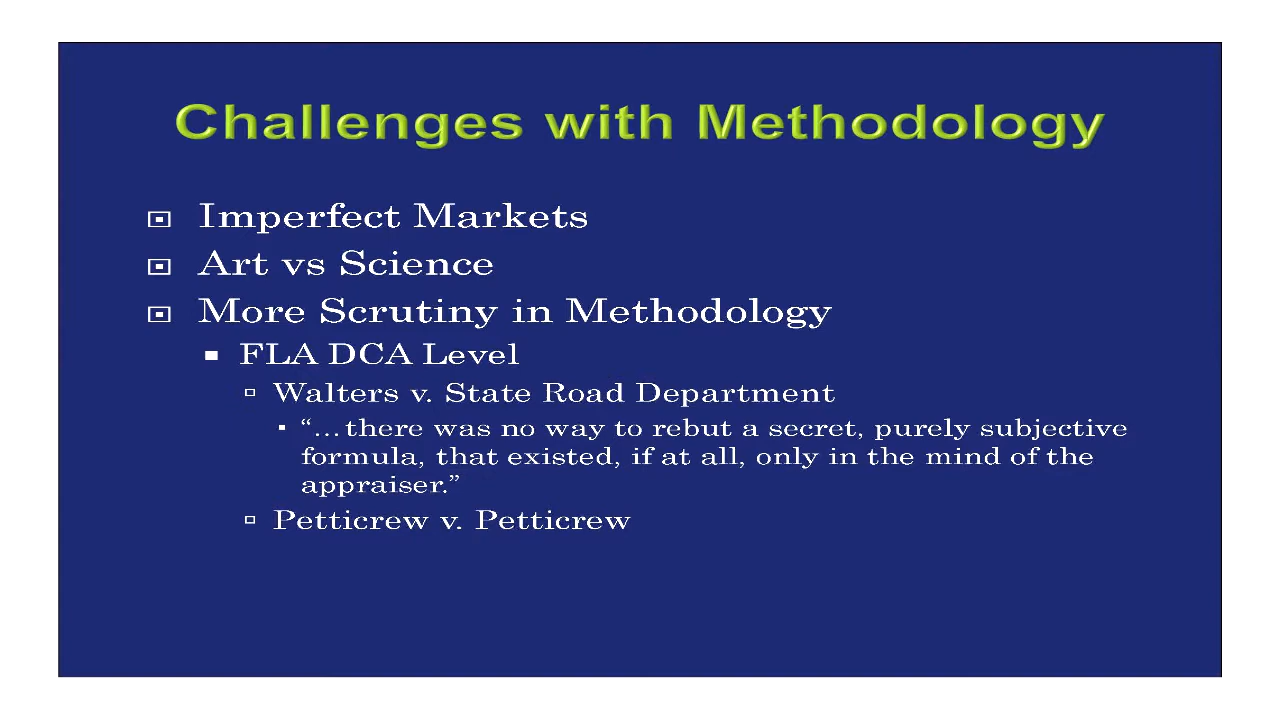 Challenges with Methodology
Imperfect Markets
Art vs Science
More Scrutiny in Methodology
FLA DCA Level
Walters v. State Road Department
“…there was no way to rebut a secret, purely subjective
formula, that existed, if at all, only in the mind of the
appraiser.”
Petticrew v. Petticrew